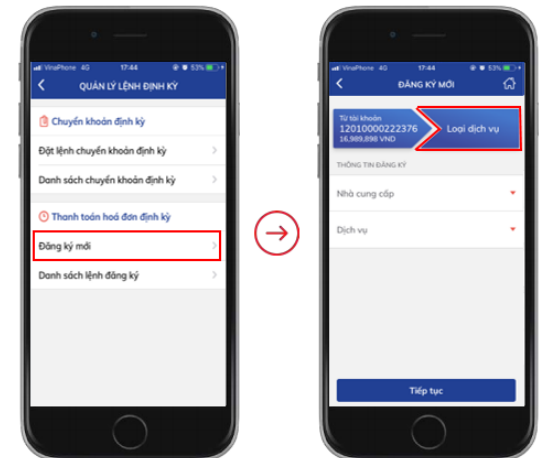 VinaPhone 4G 17:44 53%
QUẢN LÝ LỆNH ĐỊNH KỲ
Chuyển khoản định kỳ
Đặt lệnh chuyển khoản định kỳ
Danh sách chuyển khoản định kỳ
Thanh toán hoá đơn định kỳ
Đăng ký mới
Danh sách lệnh đăng ký
VinaPhone 4G 17:44 53%
ĐĂNG KÝ MỚI
Từ tài khoản
12010000222376
16,989,898 VND
Loại dịch vụ
THÔNG TIN ĐĂNG KÝ
Nhà cung cấp
Dịch vụ
Tiếp tục